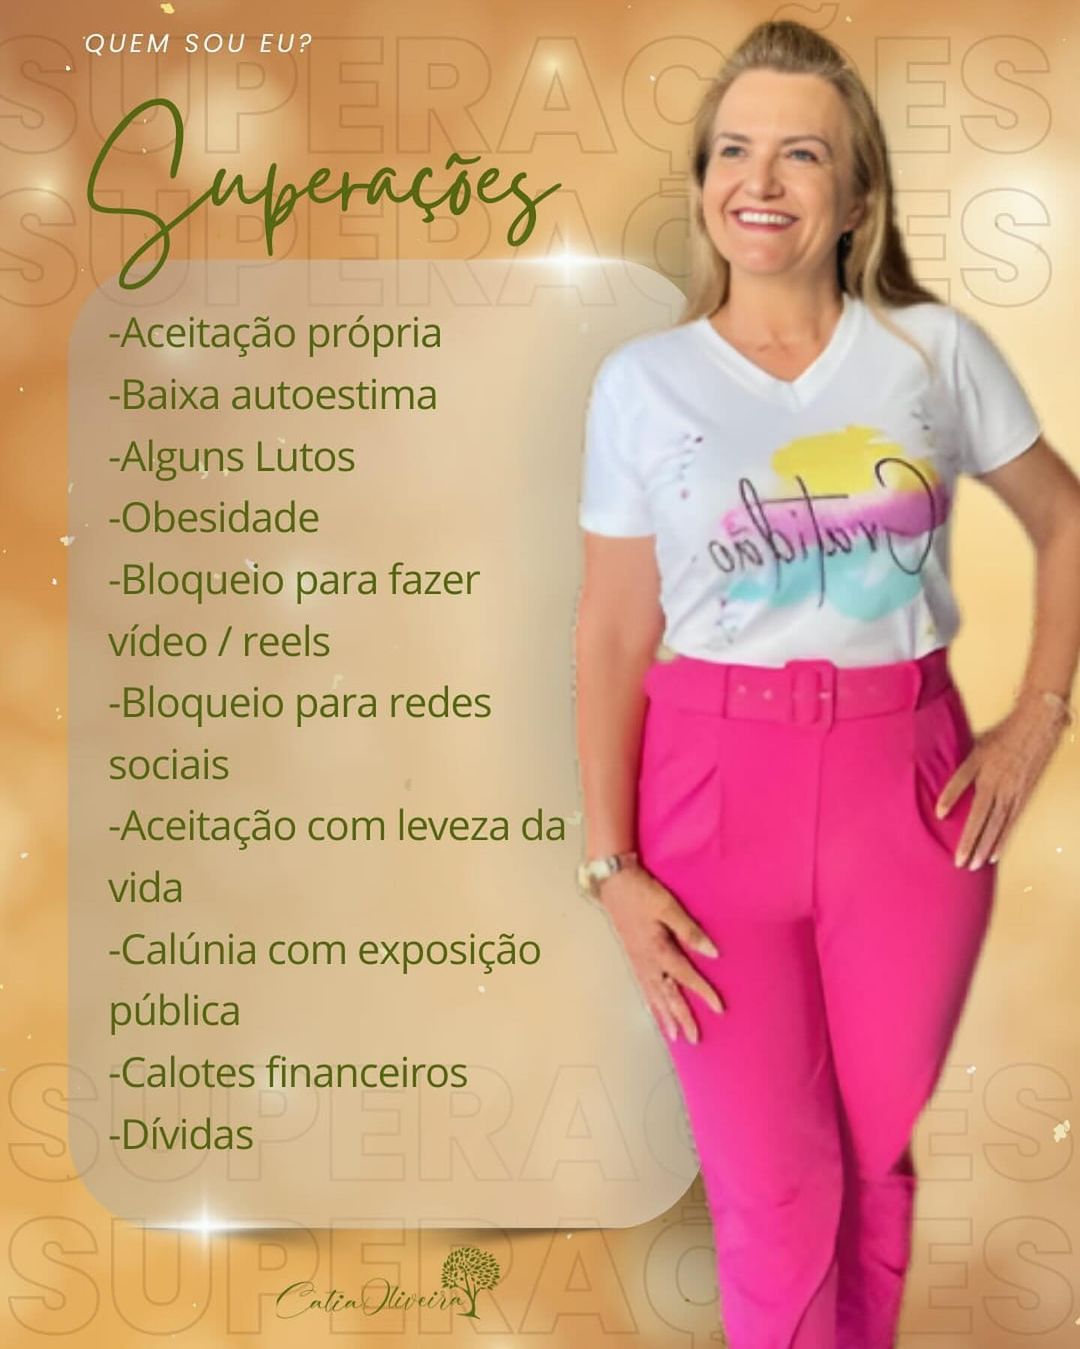 QUEM SOU EU?
SUPERAÇÕES
SUPERAÇÕES
Superações
-Aceitação própria
-Baixa autoestima
-Alguns Lutos
-Obesidade
-Bloqueio para fazer
vídeo / reels
-Bloqueio para redes
sociais
-Aceitação com leveza da
vida
-Calúnia com exposição
pública
-Calotes financeiros
-Dívidas
Gratidão
SUPERAÇÕES
SUPERAÇÕES
Catia Oliveira